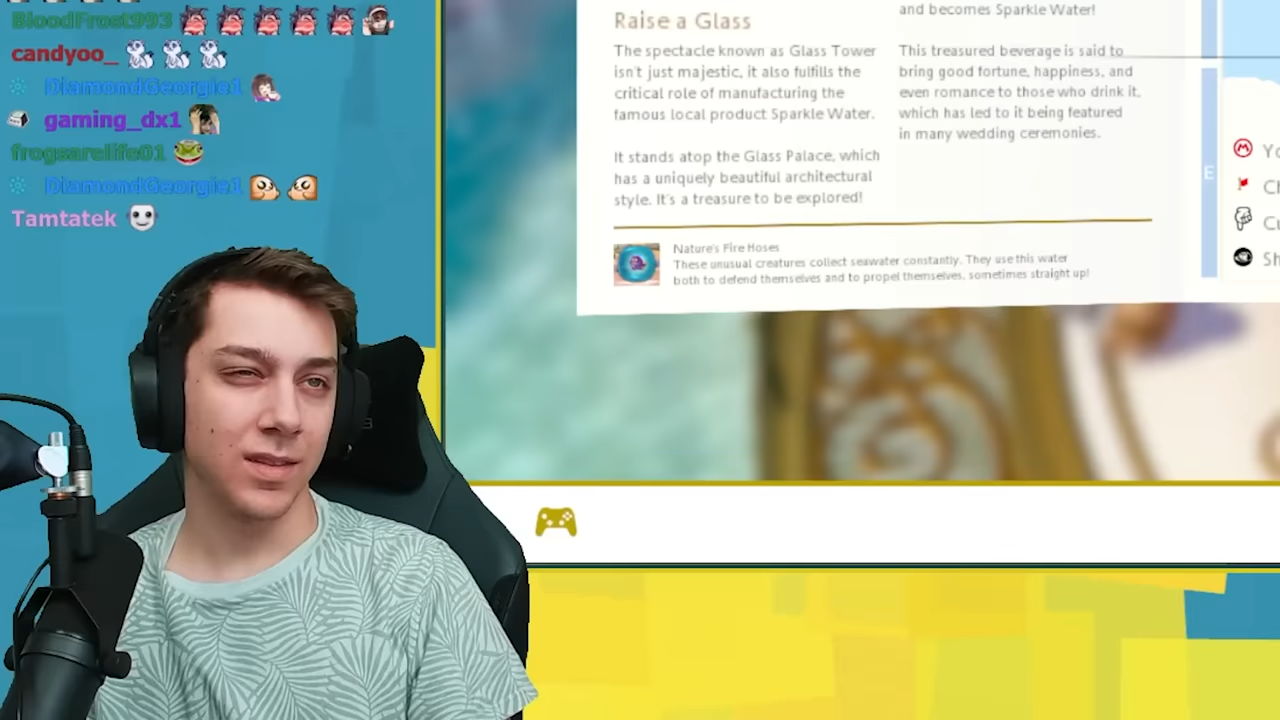 BloodFrost993
candyoo_
DiamondGeorgie1
gaming_dx1
frogsarelife01
DiamondGeorgie1
Tamtatek
Raise a Glass
The spectacle known as Glass Tower
isn't just majestic, it also fulfills the
critical role of manufacturing the
famous local product Sparkle Water.
It stands atop the Glass Palace, which
has a uniquely beautiful architectural
style. It's a treasure to be explored!
and becomes Sparkle Water!
This treasured beverage is said to
bring good fortune, happiness, and
even romance to those who drink it,
which has led to it being featured
in many wedding ceremonies.
Nature's Fire Hoses
These unusual creatures collect seawater constantly. They use this water
both to defend themselves and to propel themselves, sometimes straight up!
E
Yo
Ch
Cu
Sh